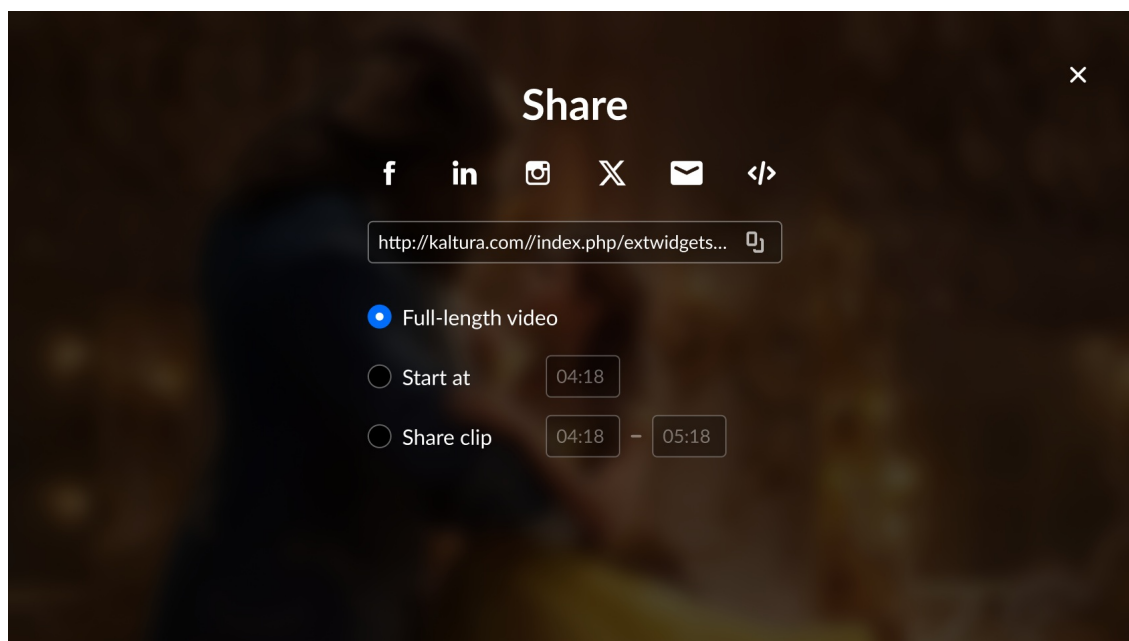 Share
f in X </>
http://kaltura.com//index.php/extwidgets...
Full-length video
Start at 04:18
Share clip 04:18 – 05:18